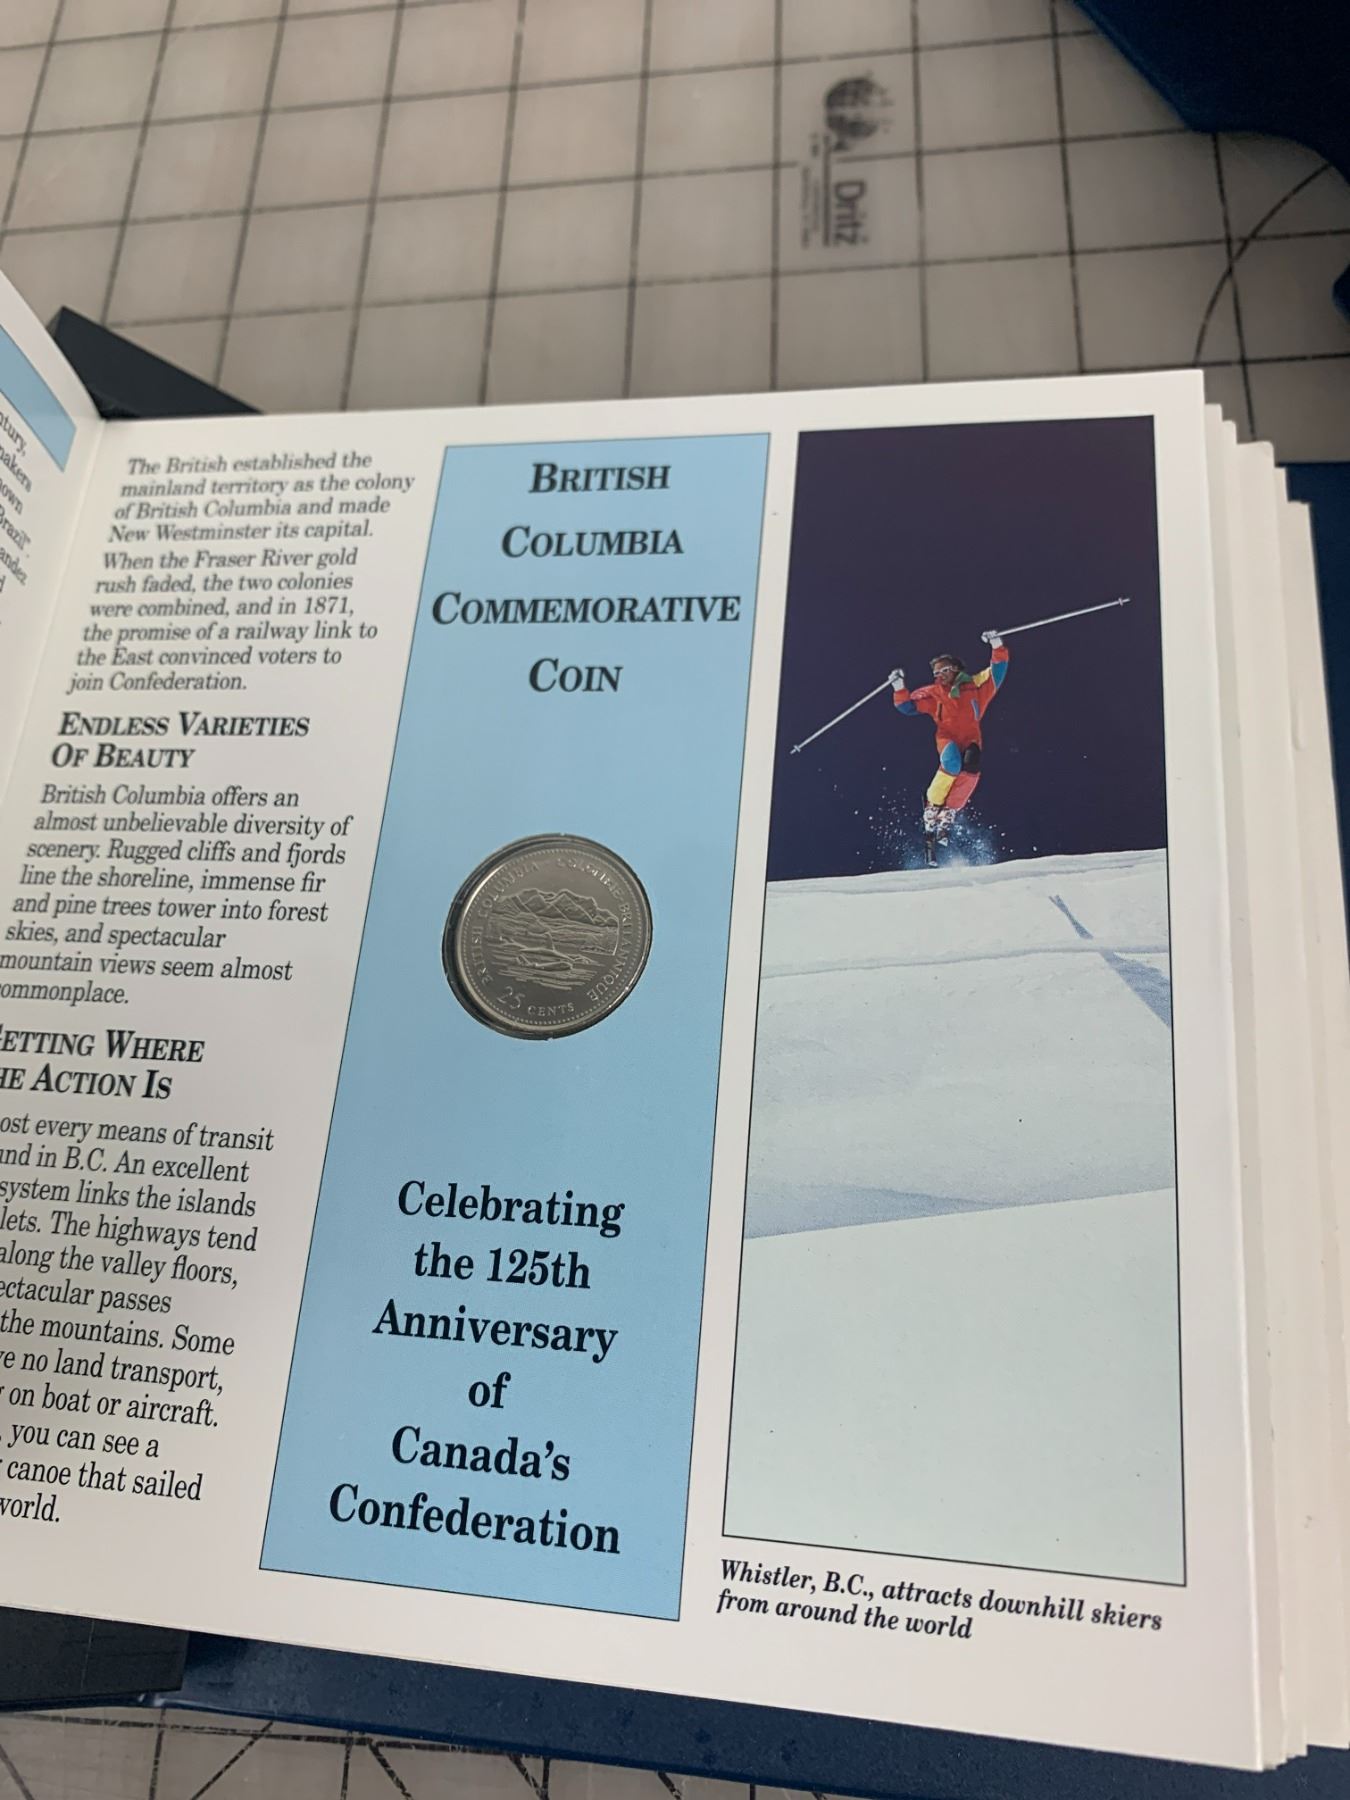 Dritz
tury,
akers
own
Brazil".
andez
The British established the
mainland territory as the colony
of British Columbia and made
New Westminster its capital.
When the Fraser River gold
rush faded, the two colonies
were combined, and in 1871,
the promise of a railway link to
the East convinced voters to
join Confederation.
ENDLESS VARIETIES
OF BEAUTY
British Columbia offers an
almost unbelievable diversity of
scenery. Rugged cliffs and fjords
line the shoreline, immense fir
and pine trees tower into forest
skies, and spectacular
mountain views seem almost
ommonplace.
ETTING WHERE
HE ACTION IS
ost every means of transit
und in B.C. An excellent
system links the islands
lets. The highways tend
along the valley floors,
ectacular passes
the mountains. Some
ve no land transport,
on boat or aircraft.
, you can see a
canoe that sailed
world.
BRITISH
COLUMBIA
COMMEMORATIVE
COIN
BRITISH COLUMBIA COLOMBIE-BRITANNIQUE
25 CENTS
Celebrating
the 125th
Anniversary
of
Canada's
Confederation
Whistler, B.C., attracts downhill skiers
from around the world